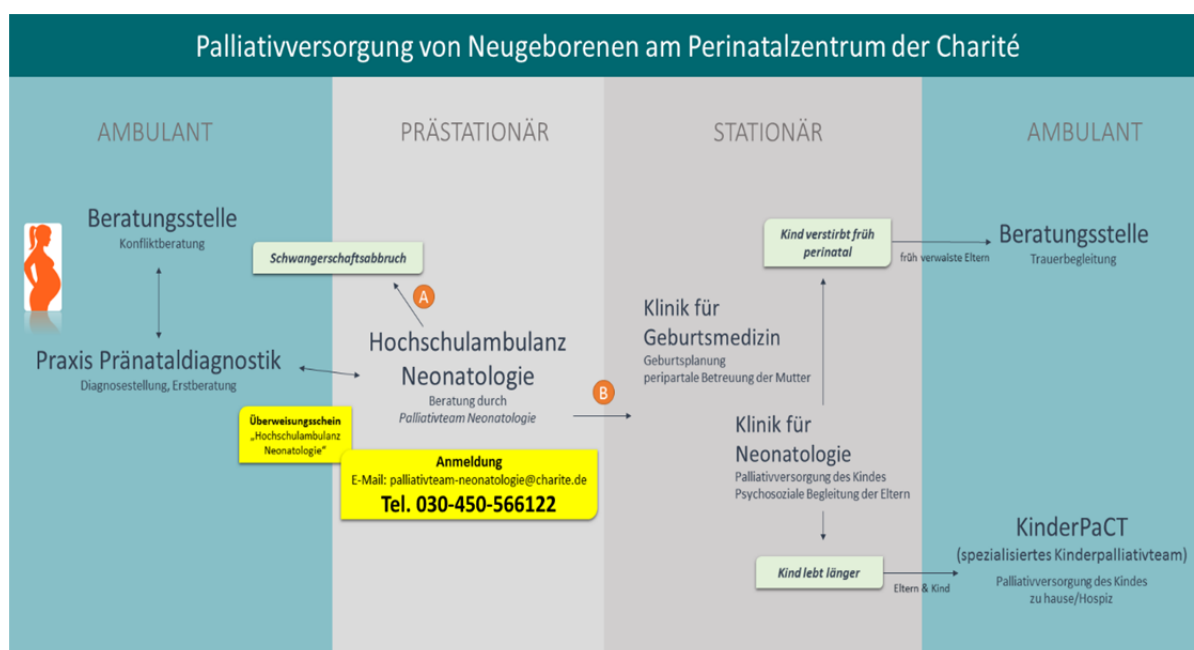 Palliativversorgung von Neugeborenen am Perinatalzentrum der Charité
AMBULANT
PRÄSTATIONÄR
STATIONÄR
AMBULANT
Beratungsstelle
Konfliktberatung
Praxis Pränataldiagnostik
Diagnosestellung, Erstberatung
Überweisungsschein
„Hochschulambulanz
Neonatologie“
Schwangerschaftsabbruch
A
Hochschulambulanz
Neonatologie
Beratung durch
Palliativteam Neonatologie
Anmeldung
E-Mail: palliativteam-neonatologie@charite.de
Tel. 030-450-566122
B
Kind verstirbt früh
perinatal
Klinik für
Geburtsmedizin
Geburtsplanung
peripartale Betreuung der Mutter
Klinik für
Neonatologie
Palliativversorgung des Kindes
Psychosoziale Begleitung der Eltern
Kind lebt länger
früh verwaiste Eltern
Beratungsstelle
Trauerbegleitung
Eltern & Kind
KinderPaCT
(spezialisiertes Kinderpalliativteam)
Palliativversorgung des Kindes
zu hause/Hospiz